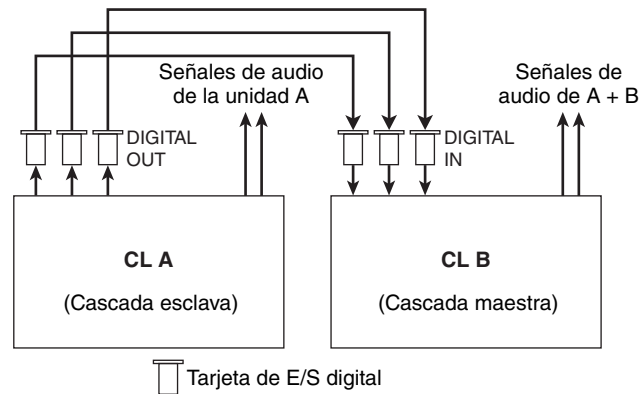 Señales de audio
de la unidad A
Señales de
audio de A + B
DIGITAL
OUT
DIGITAL
IN
CL A
(Cascada esclava)
CL B
(Cascada maestra)
Tarjeta de E/S digital